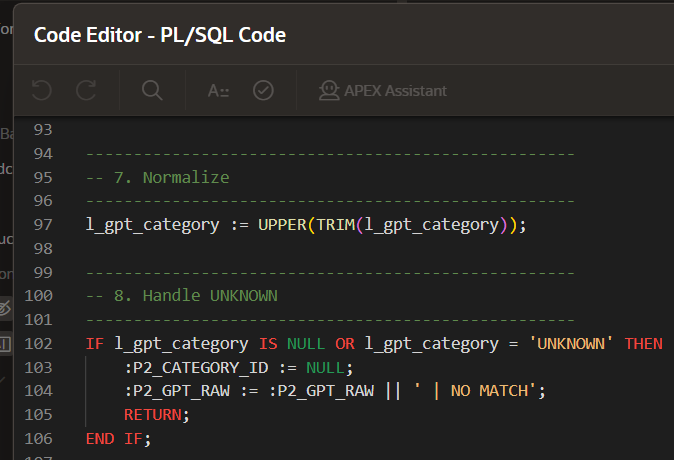 Code Editor - PL/SQL Code
APEX Assistant
93
94 --------------------------------------------------
95 -- 7. Normalize
96 --------------------------------------------------
97 l_gpt_category := UPPER(TRIM(l_gpt_category));
98
99 --------------------------------------------------
100 -- 8. Handle UNKNOWN
101 --------------------------------------------------
102 IF l_gpt_category IS NULL OR l_gpt_category = 'UNKNOWN' THEN
103     :P2_CATEGORY_ID := NULL;
104     :P2_GPT_RAW := :P2_GPT_RAW || ' | NO MATCH';
105     RETURN;
106 END IF;